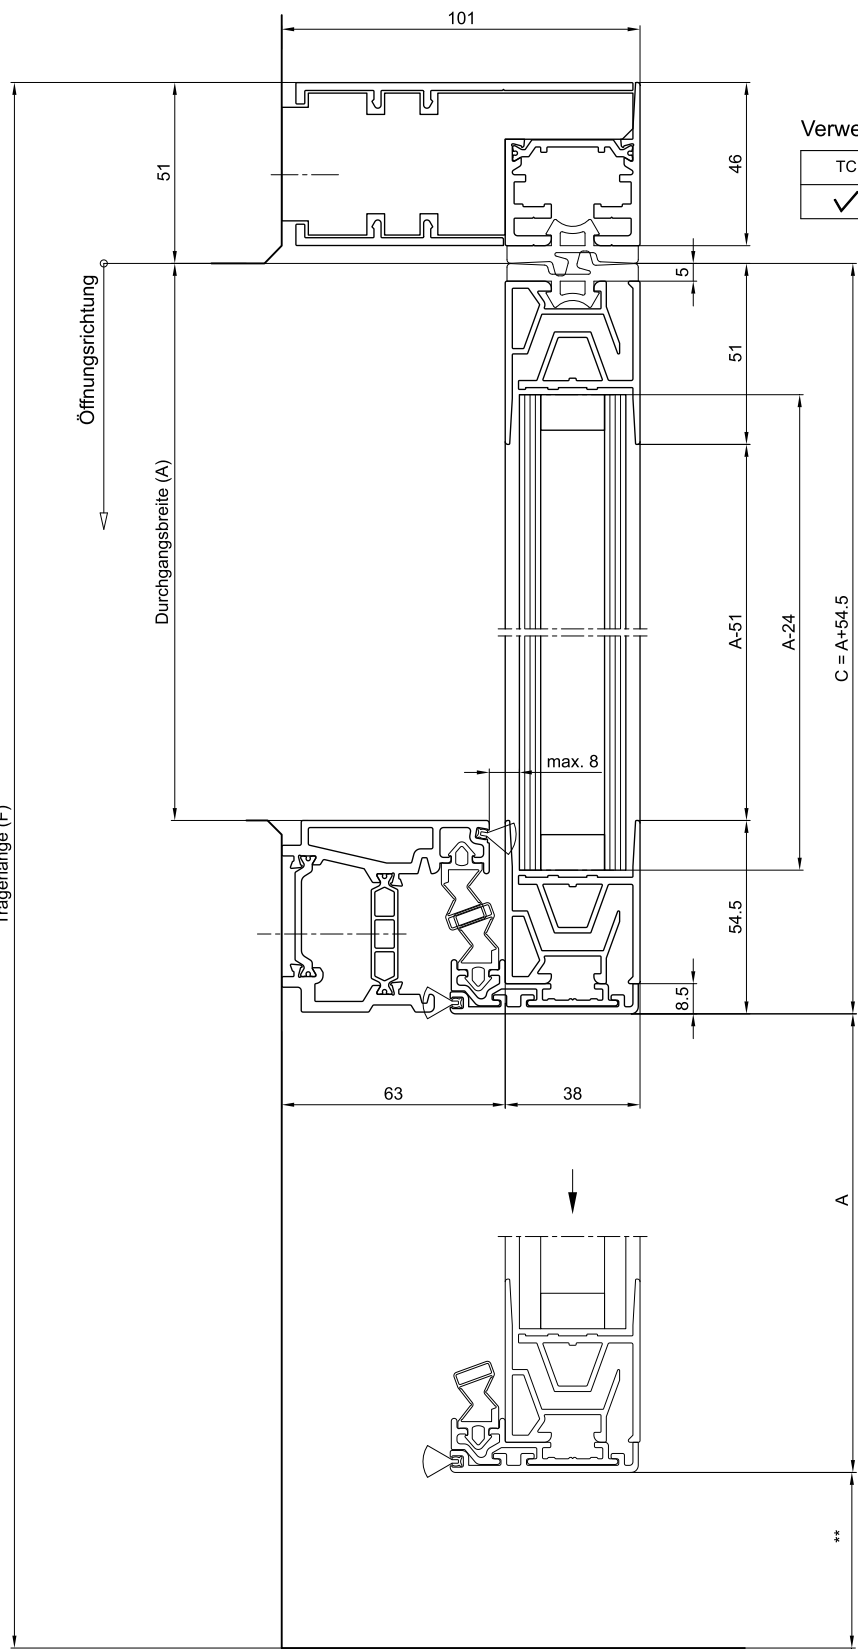 101
51
46
Verwe
TC
✓
5
Öffnungsrichtung
51
Durchgangsbreite (A)
A-51
A-24
C = A+54.5
max. 8
54.5
8.5
63
38
A
**